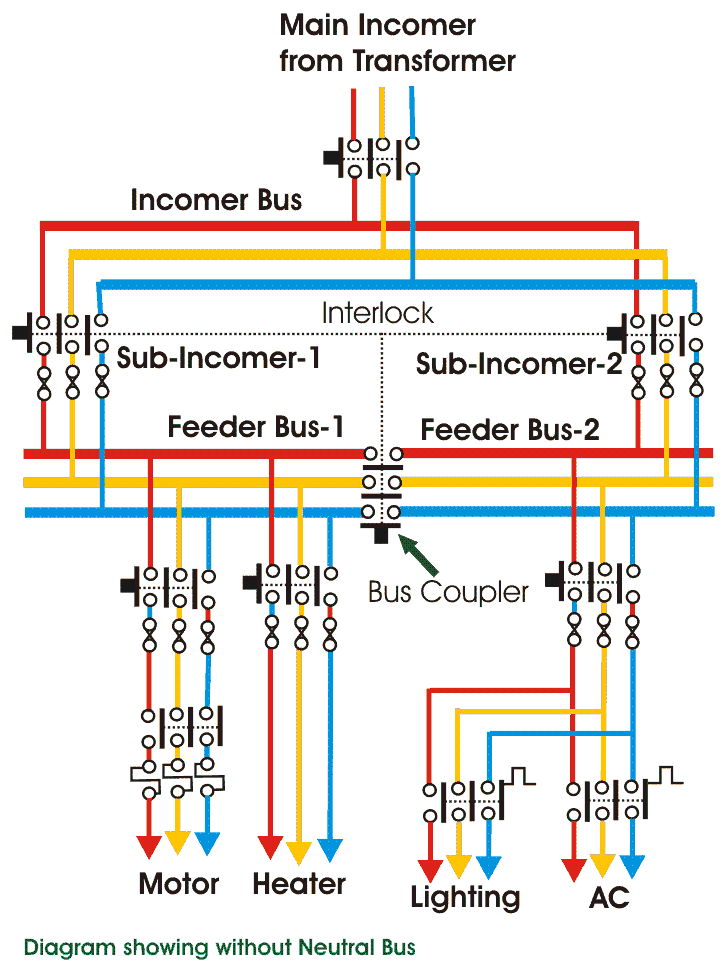 Main Incomer
from Transformer
Incomer Bus
Interlock
Sub-Incomer-1
Sub-Incomer-2
Feeder Bus-1
Feeder Bus-2
Bus Coupler
Motor
Heater
Lighting
AC
Diagram showing without Neutral Bus